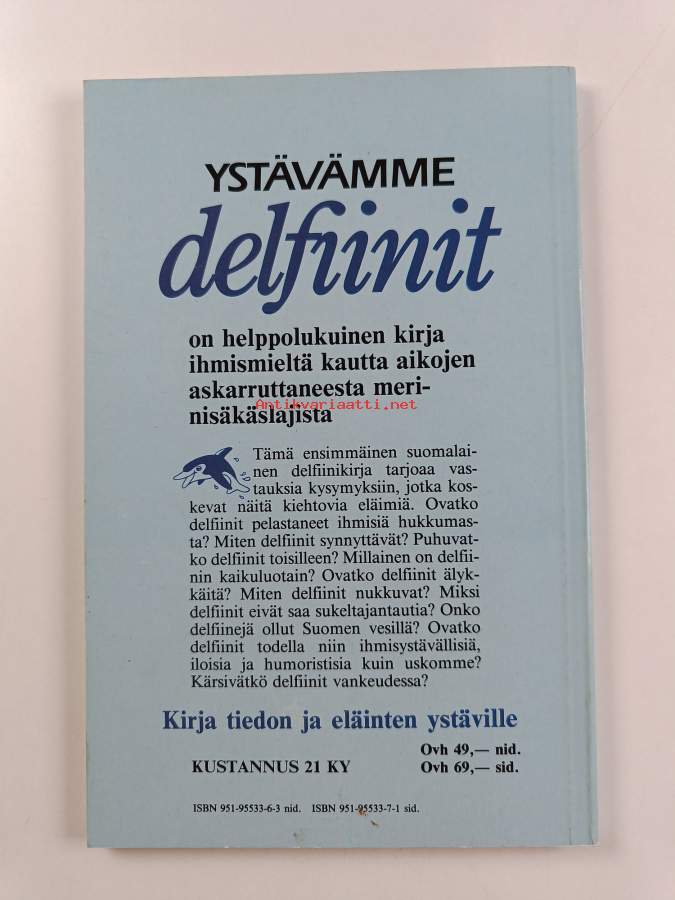 YSTÄVÄMME
delfiinit
on helppolukuinen kirja
ihmismieltä kautta aikojen
askarruttaneesta meri-
Antikvariaatti.net
nisäkäslajista
Tämä ensimmäinen suomalai-
nen delfiinikirja tarjoaa vas-
tauksia kysymyksiin, jotka kos-
kevat näitä kiehtovia eläimiä. Ovatko
delfiinit pelastaneet ihmisiä hukkumas-
ta? Miten delfiinit synnyttävät? Puhuvat-
ko delfiinit toisilleen? Millainen on delfii-
nin kaikuluotain? Ovatko delfiinit älyk-
käitä? Miten delfiinit nukkuvat? Miksi
delfiinit eivät saa sukeltajantautia? Onko
delfiinejä ollut Suomen vesillä? Ovatko
delfiinit todella niin ihmisystävällisiä,
iloisia ja humoristisia kuin uskomme?
Kärsivätkö delfiinit vankeudessa?
Kirja tiedon ja eläinten ystäville
Ovh 49,— nid.
KUSTANNUS 21 KY Ovh 69,— sid.
ISBN 951-95533-6-3 nid. ISBN 951-95533-7-1 sid.